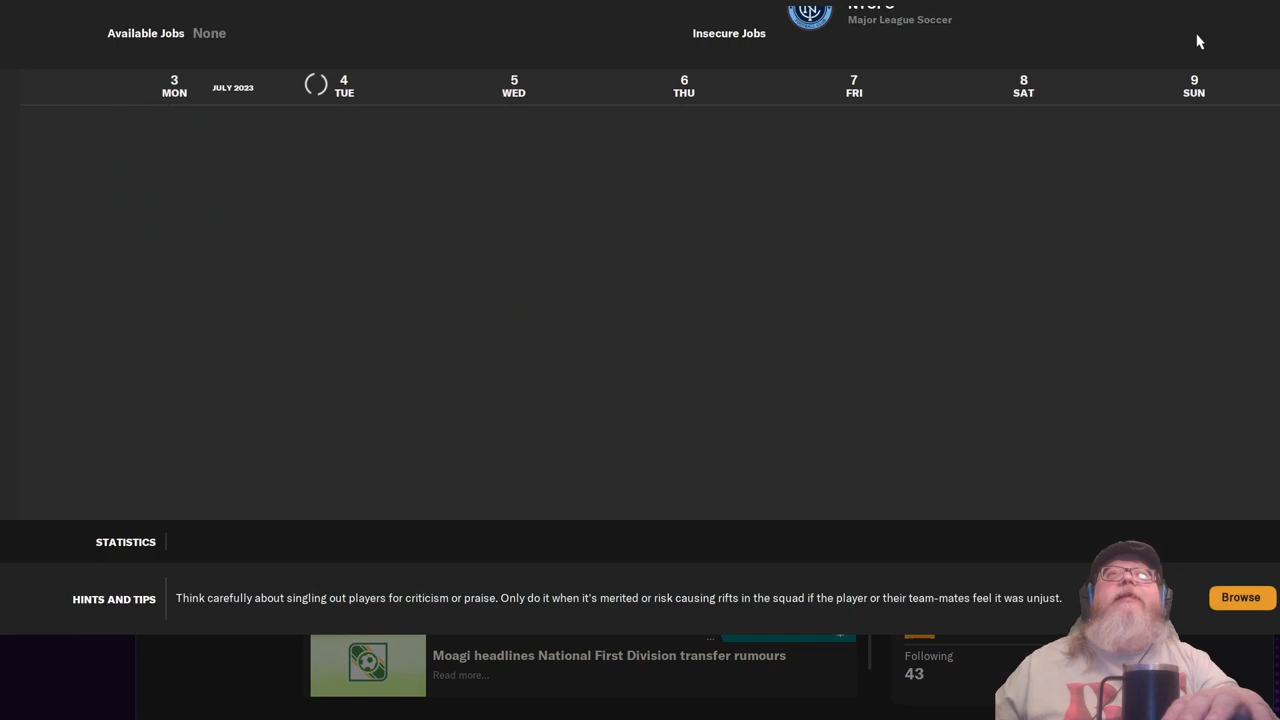 Available Jobs None
Insecure Jobs
NYCFC
Major League Soccer
3
MON
JULY 2023
4
TUE
5
WED
6
THU
7
FRI
8
SAT
9
SUN
STATISTICS
HINTS AND TIPS
Think carefully about singling out players for criticism or praise. Only do it when it's merited or risk causing rifts in the squad if the player or their team-mates feel it was unjust.
Browse
...
Moagi headlines National First Division transfer rumours
Read more...
Following
43